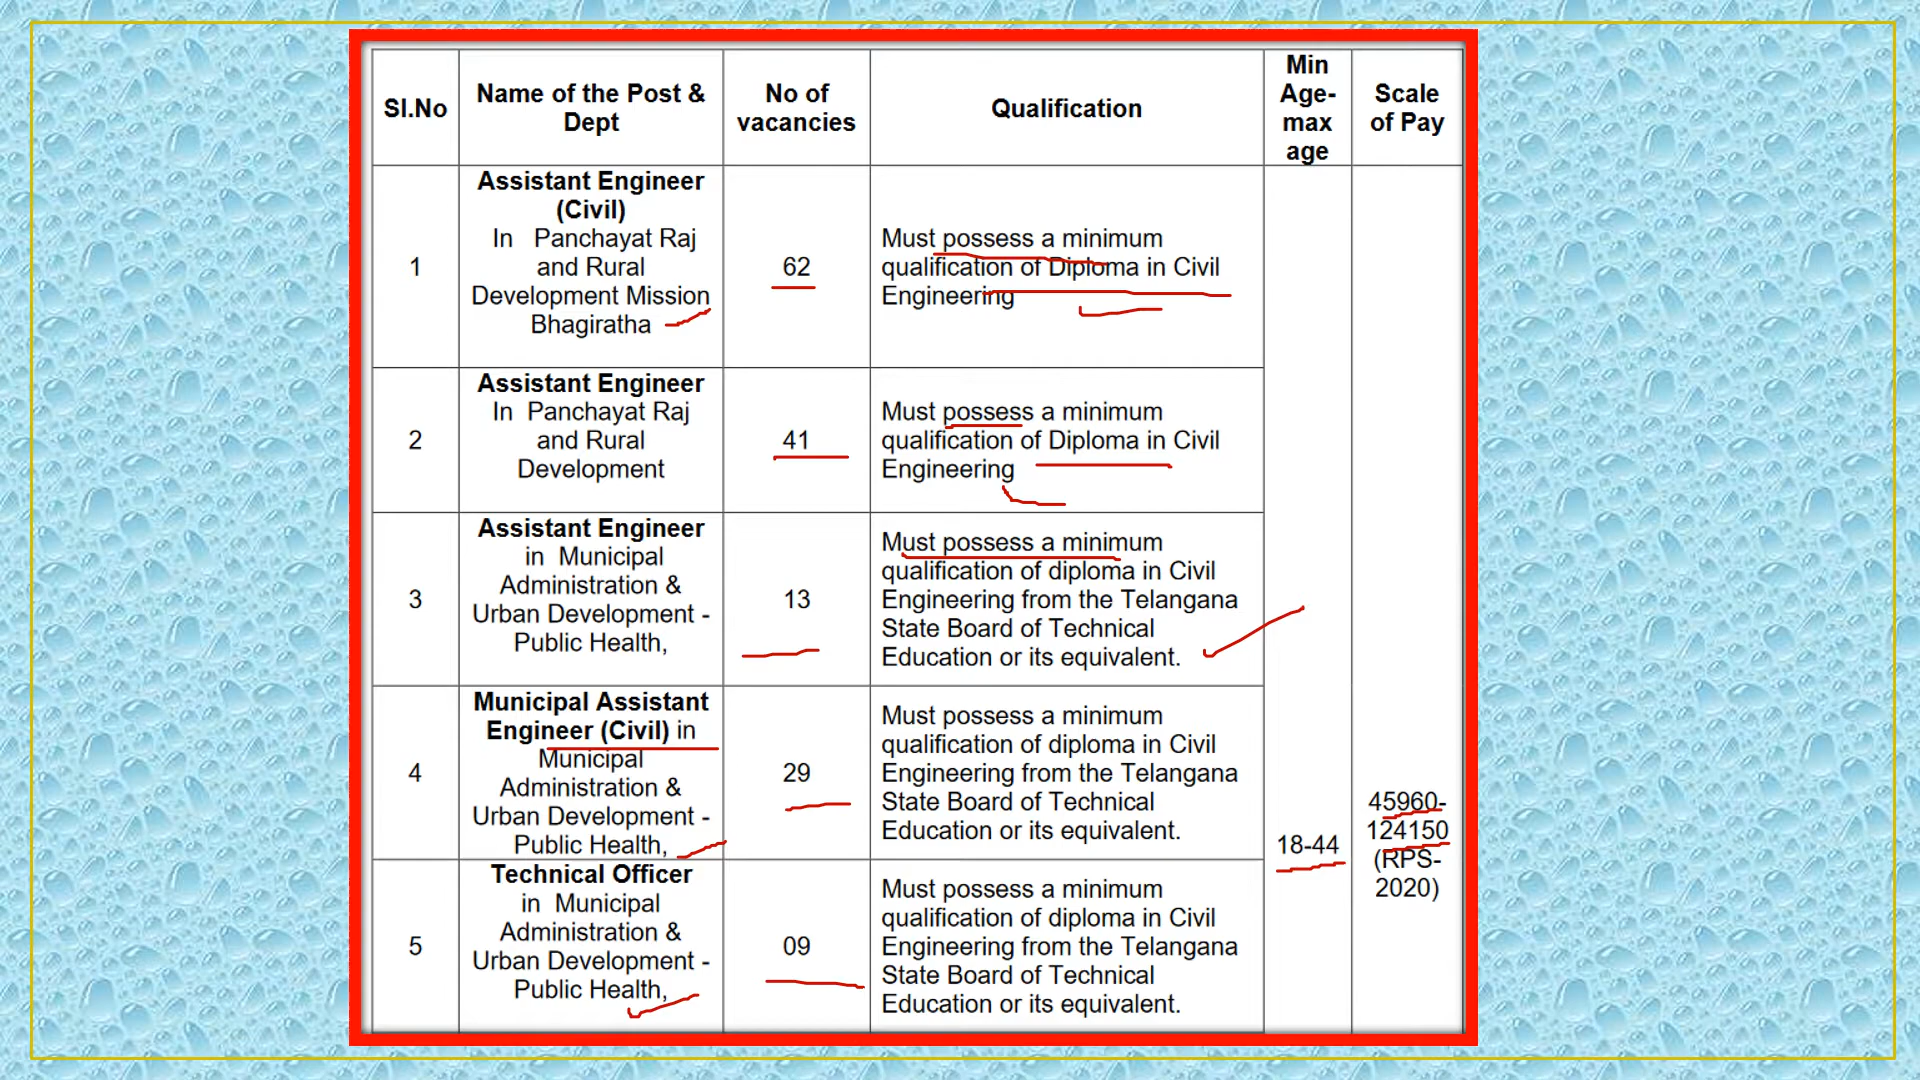 Sl.No
Name of the Post &
Dept
No of
vacancies
Qualification
Min
Age-
max
age
Scale
of Pay
1
Assistant Engineer
(Civil)
In Panchayat Raj
and Rural
Development Mission
Bhagiratha
62
Must possess a minimum
qualification of Diploma in Civil
Engineering
2
Assistant Engineer
In Panchayat Raj
and Rural
Development
41
Must possess a minimum
qualification of Diploma in Civil
Engineering
3
Assistant Engineer
in Municipal
Administration &
Urban Development -
Public Health,
13
Must possess a minimum
qualification of diploma in Civil
Engineering from the Telangana
State Board of Technical
Education or its equivalent.
4
Municipal Assistant
Engineer (Civil) in
Municipal
Administration &
Urban Development -
Public Health,
29
Must possess a minimum
qualification of diploma in Civil
Engineering from the Telangana
State Board of Technical
Education or its equivalent.
5
Technical Officer
in Municipal
Administration &
Urban Development -
Public Health,
09
Must possess a minimum
qualification of diploma in Civil
Engineering from the Telangana
State Board of Technical
Education or its equivalent.
18-44
45960-
124150
(RPS-
2020)